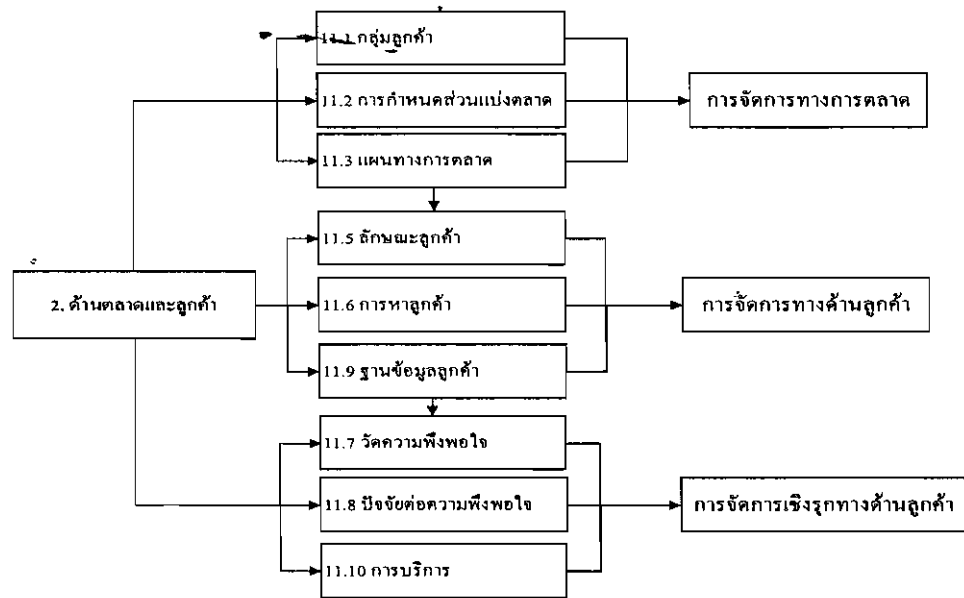 11.1 กลุ่มลูกค้า
11.2 การกำหนดส่วนแบ่งตลาด
การจัดการทางการตลาด
11.3 แผนทางการตลาด
11.5 ลักษณะลูกค้า
2. ด้านตลาดและลูกค้า
11.6 การหาลูกค้า
การจัดการทางด้านลูกค้า
11.9 ฐานข้อมูลลูกค้า
11.7 วัดความพึงพอใจ
11.8 ปัจจัยต่อความพึงพอใจ
การจัดการเชิงรุกทางด้านลูกค้า
11.10 การบริการ